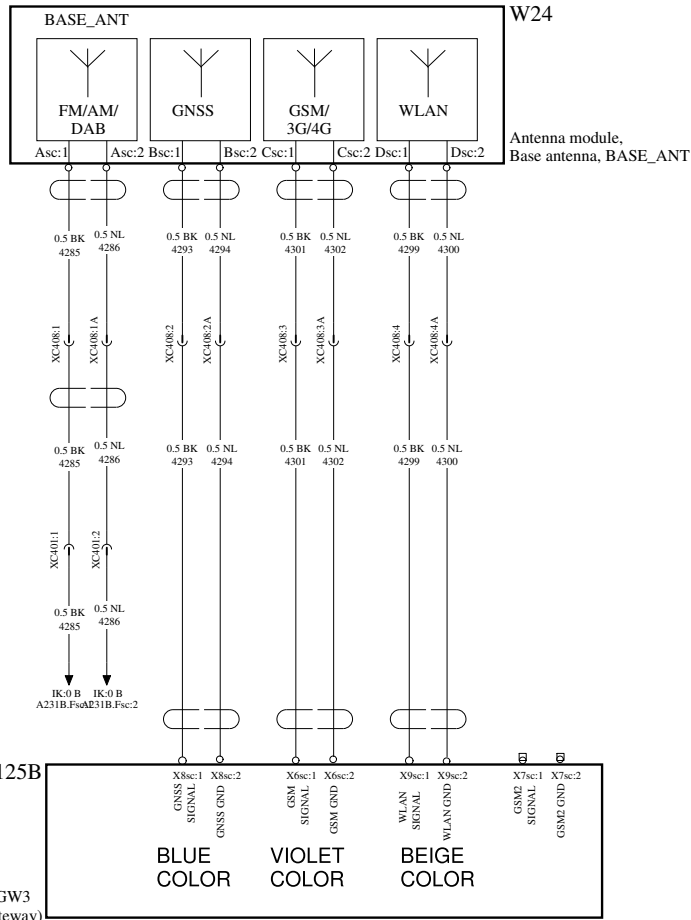 BASE_ANT
W24
FM/AM/
DAB
GNSS
GSM/
3G/4G
WLAN
Antenna module,
Base antenna, BASE_ANT
Asc:1 Asc:2 Bsc:1 Bsc:2 Csc:1 Csc:2 Dsc:1 Dsc:2
0.5 BK 0.5 NL 0.5 BK 0.5 NL 0.5 BK 0.5 NL 0.5 BK 0.5 NL
4285 4286 4293 4294 4301 4302 4299 4300
XC408:1 XC408:1A XC408:2 XC408:2A XC408:3 XC408:3A XC408:4 XC408:4A
0.5 BK 0.5 NL 0.5 BK 0.5 NL 0.5 BK 0.5 NL 0.5 BK 0.5 NL
4285 4286 4293 4294 4301 4302 4299 4300
XC401:1 XC401:2
0.5 BK 0.5 NL
4285 4286
IK:0 B IK:0 B
A231B.Fsc:1 A231B.Fsc:2
125B
X8sc:1 X8sc:2 X6sc:1 X6sc:2 X9sc:1 X9sc:2 X7sc:1 X7sc:2
GNSS
SIGNAL
GNSS GND
GSM
SIGNAL
GSM GND
WLAN
SIGNAL
WLAN GND
GSM2
SIGNAL
GSM2 GND
BLUE
COLOR
VIOLET
COLOR
BEIGE
COLOR
GW3
teway)